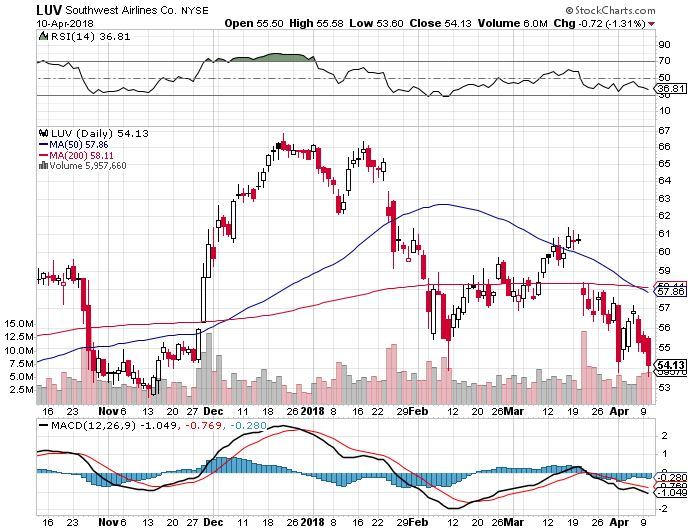 LUV Southwest Airlines Co. NYSE © StockCharts.com
10-Apr-2018 Open 55.50 High 55.58 Low 53.60 Close 54.13 Volume 6.0M Chg -0.72 (-1.31%)
RSI(14) 36.81
90
70
50
36.81
30
10
LUV (Daily) 54.13
MA(50) 57.86
MA(200) 58.11
Volume 5,957,660
67
66
65
64
63
62
61
60
59
57.86
57
56
55
54.13
53
15.0M
12.5M
10.0M
7.5M
5.0M
2.5M
16 23 Nov 6 13 20 27 Dec 11 18 26 2018 8 16 22 29 Feb 12 20 26 Mar 12 19 26 Apr 9
MACD(12,26,9) -1.049, -0.769, -0.280
2
1
-0.280
-1.049
-2
16 23 Nov 6 13 20 27 Dec 11 18 26 2018 8 16 22 29 Feb 12 20 26 Mar 12 19 26 Apr 9